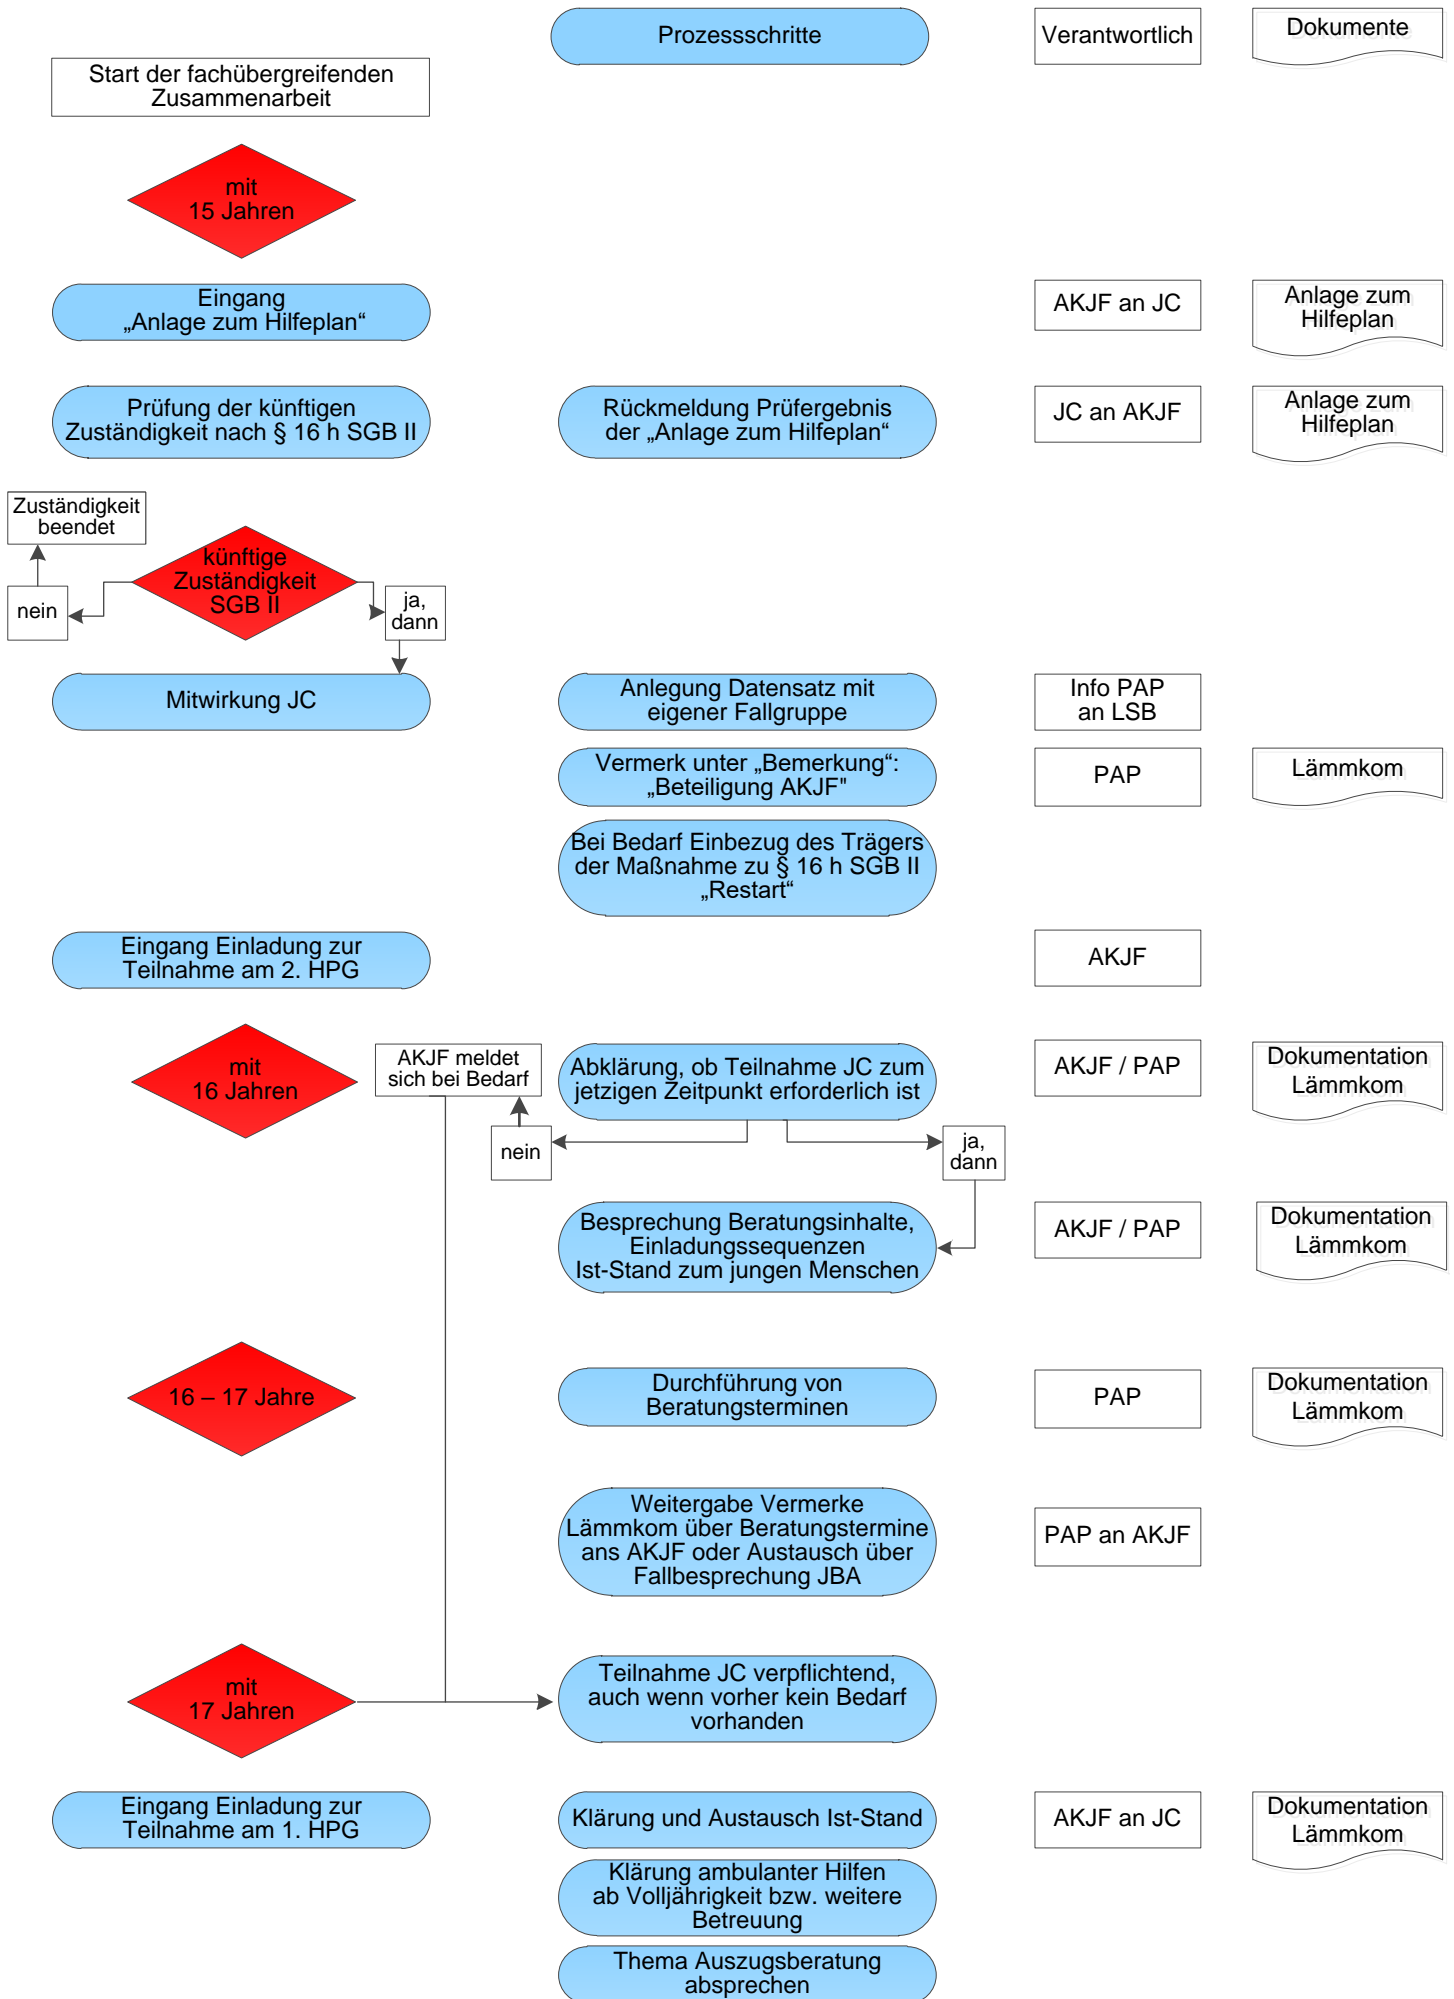 Prozessschritte
Verantwortlich
Dokumente
Start der fachübergreifenden
Zusammenarbeit
mit
15 Jahren
Eingang
„Anlage zum Hilfeplan“
AKJF an JC
Anlage zum
Hilfeplan
Prüfung der künftigen
Zuständigkeit nach § 16 h SGB II
Rückmeldung Prüfergebnis
der „Anlage zum Hilfeplan“
JC an AKJF
Anlage zum
Hilfeplan
Zuständigkeit
beendet
künftige
Zuständigkeit
SGB II
nein
ja,
dann
Mitwirkung JC
Anlegung Datensatz mit
eigener Fallgruppe
Info PAP
an LSB
Vermerk unter „Bemerkung“:
„Beteiligung AKJF"
PAP
Lämmkom
Bei Bedarf Einbezug des Trägers
der Maßnahme zu § 16 h SGB II
„Restart“
Eingang Einladung zur
Teilnahme am 2. HPG
AKJF
mit
16 Jahren
AKJF meldet
sich bei Bedarf
Abklärung, ob Teilnahme JC zum
jetzigen Zeitpunkt erforderlich ist
AKJF / PAP
Dokumentation
Lämmkom
nein
ja,
dann
Besprechung Beratungsinhalte,
Einladungssequenzen
Ist-Stand zum jungen Menschen
AKJF / PAP
Dokumentation
Lämmkom
16 – 17 Jahre
Durchführung von
Beratungsterminen
PAP
Dokumentation
Lämmkom
Weitergabe Vermerke
Lämmkom über Beratungstermine
ans AKJF oder Austausch über
Fallbesprechung JBA
PAP an AKJF
mit
17 Jahren
Teilnahme JC verpflichtend,
auch wenn vorher kein Bedarf
vorhanden
Eingang Einladung zur
Teilnahme am 1. HPG
Klärung und Austausch Ist-Stand
AKJF an JC
Dokumentation
Lämmkom
Klärung ambulanter Hilfen
ab Volljährigkeit bzw. weitere
Betreuung
Thema Auszugsberatung
absprechen